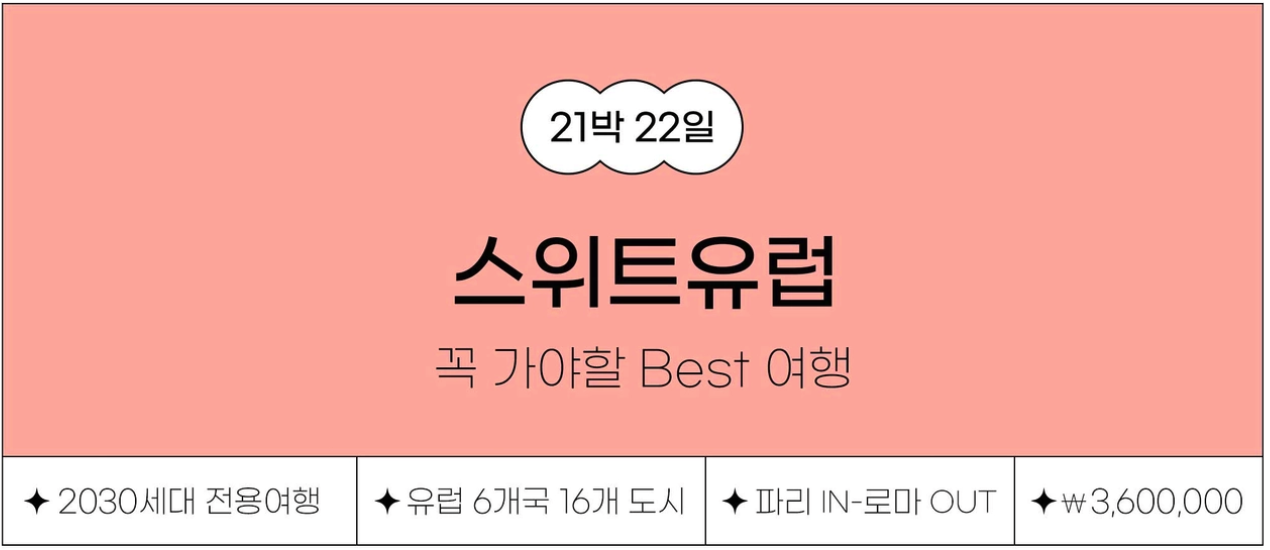 21박 22일
스위트유럽
꼭 가야할 Best 여행
✦ 2030세대 전용여행
✦ 유럽 6개국 16개 도시
✦ 파리 IN-로마 OUT
✦ ₩3,600,000